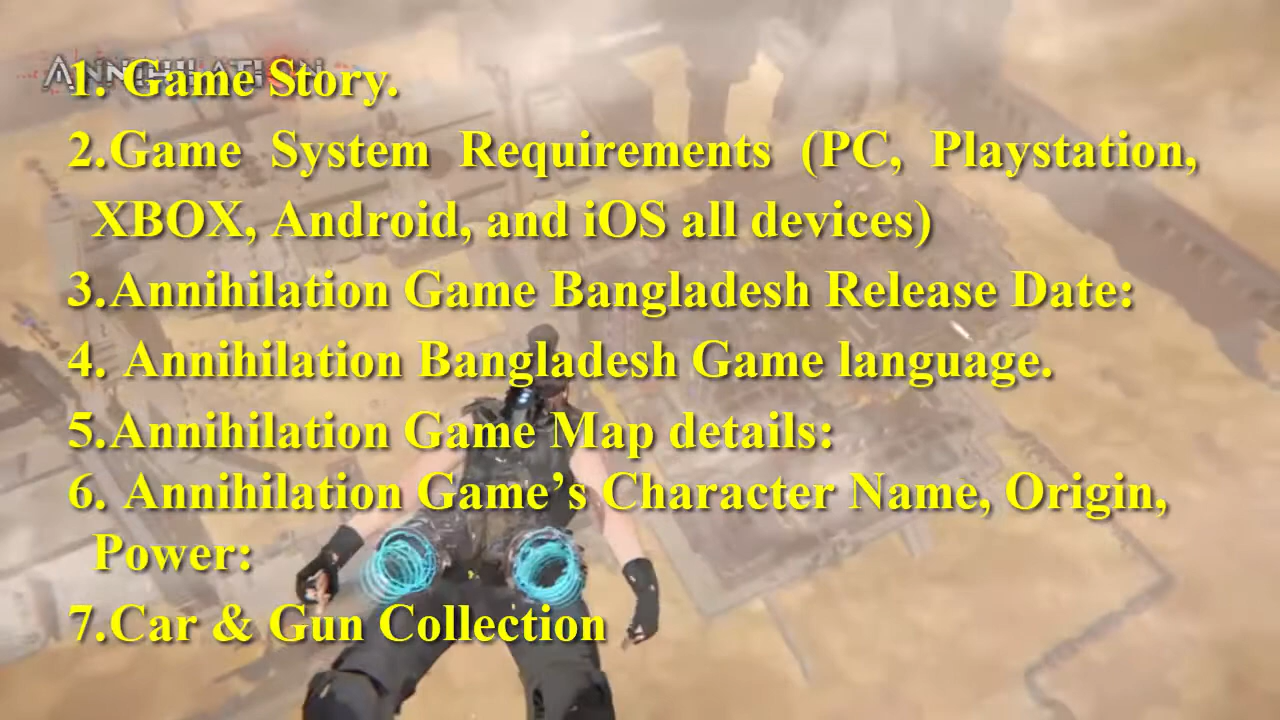 ANNIHILATION
1. Game Story.
2.Game System Requirements (PC, Playstation,
XBOX, Android, and iOS all devices)
3.Annihilation Game Bangladesh Release Date:
4. Annihilation Bangladesh Game language.
5.Annihilation Game Map details:
6. Annihilation Game’s Character Name, Origin,
Power:
7.Car & Gun Collection